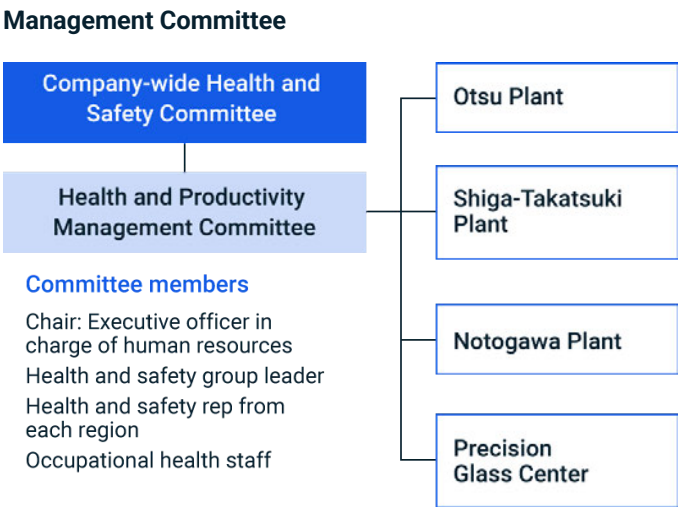 Management Committee
Company-wide Health and
Safety Committee
Health and Productivity
Management Committee
Committee members
Chair: Executive officer in
charge of human resources
Health and safety group leader
Health and safety rep from
each region
Occupational health staff
Otsu Plant
Shiga-Takatsuki
Plant
Notogawa Plant
Precision
Glass Center